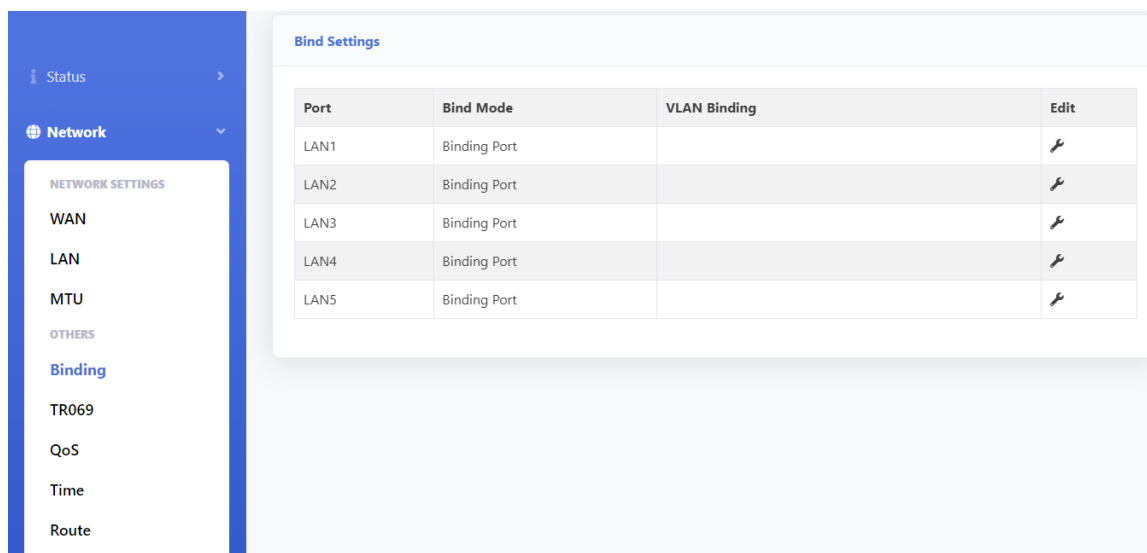 Status
Network
NETWORK SETTINGS
WAN
LAN
MTU
OTHERS
Binding
TR069
QoS
Time
Route
Bind Settings
Port Bind Mode VLAN Binding Edit
LAN1 Binding Port
LAN2 Binding Port
LAN3 Binding Port
LAN4 Binding Port
LAN5 Binding Port